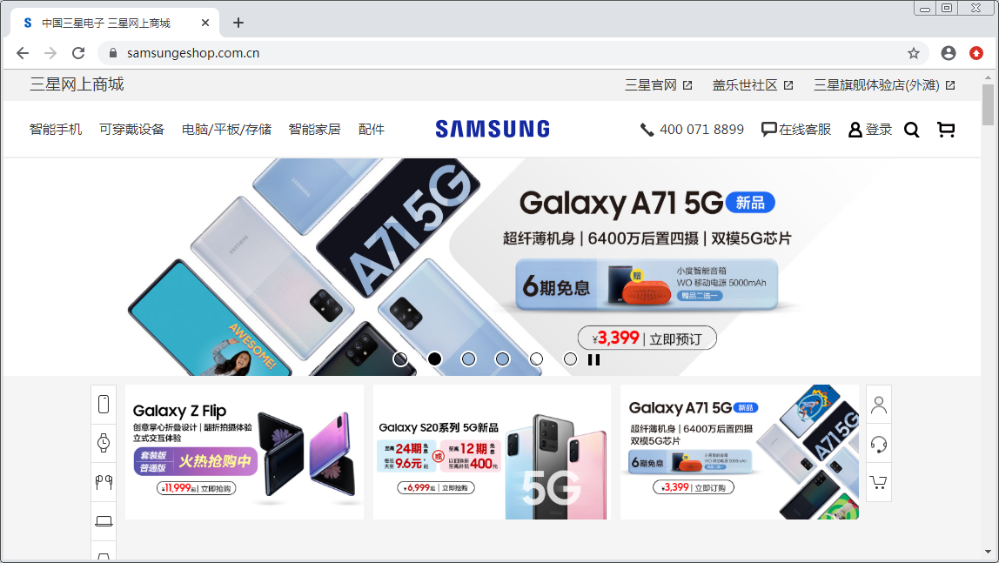 中国三星电子 三星网上商城
samsungeshop.com.cn
三星网上商城
三星官网
盖乐世社区
三星旗舰体验店(外滩)
智能手机
可穿戴设备
电脑/平板/存储
智能家居
配件
SAMSUNG
400 071 8899
在线客服
登录
A71 5G
AWESOME!
Galaxy A71 5G 新品
超纤薄机身 | 6400万后置四摄 | 双模5G芯片
6期免息
赠
小度智能音箱
WO 移动电源 5000mAh
赠品二选一
¥3,399 | 立即预订
Galaxy Z Flip
创意掌心折叠设计 | 翻折拍摄体验
立式交互体验
套装版
普通版
火热抢购中
¥11,999起 | 立即抢购
Galaxy S20系列 5G新品
至高24期免息
每天至低9.6元起
或
至高12期免息
以旧换新至高补贴400元
¥6,999起 | 立即抢购
5G
Galaxy A71 5G 新品
超纤薄机身 | 6400万后置四摄
双模5G芯片
6期免息
¥3,399 | 立即订购
A71 5G